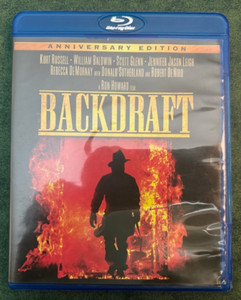 Blu-ray Disc
ANNIVERSARY EDITION
KURT RUSSELL · WILLIAM BALDWIN · SCOTT GLENN · JENNIFER JASON LEIGH
REBECCA DEMORNAY · WITH DONALD SUTHERLAND AND ROBERT DENIRO
A RON HOWARD FILM
BACKDRAFT